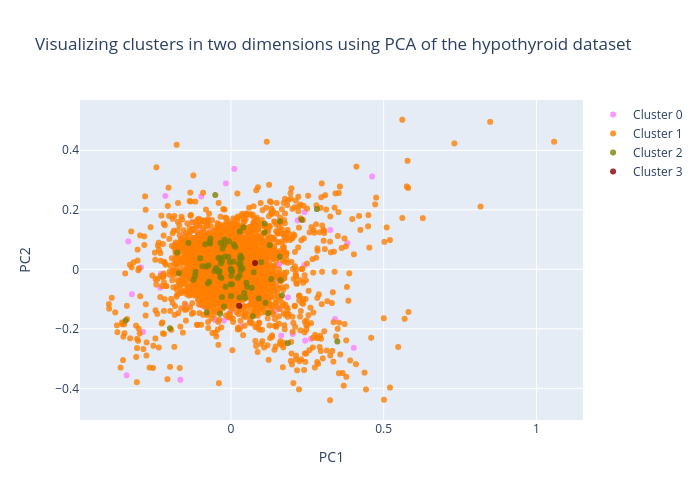 Visualizing clusters in two dimensions using PCA of the hypothyroid dataset
Cluster 0
Cluster 1
Cluster 2
Cluster 3
0.4
0.2
0
−0.2
−0.4
PC2
0 0.5 1
PC1